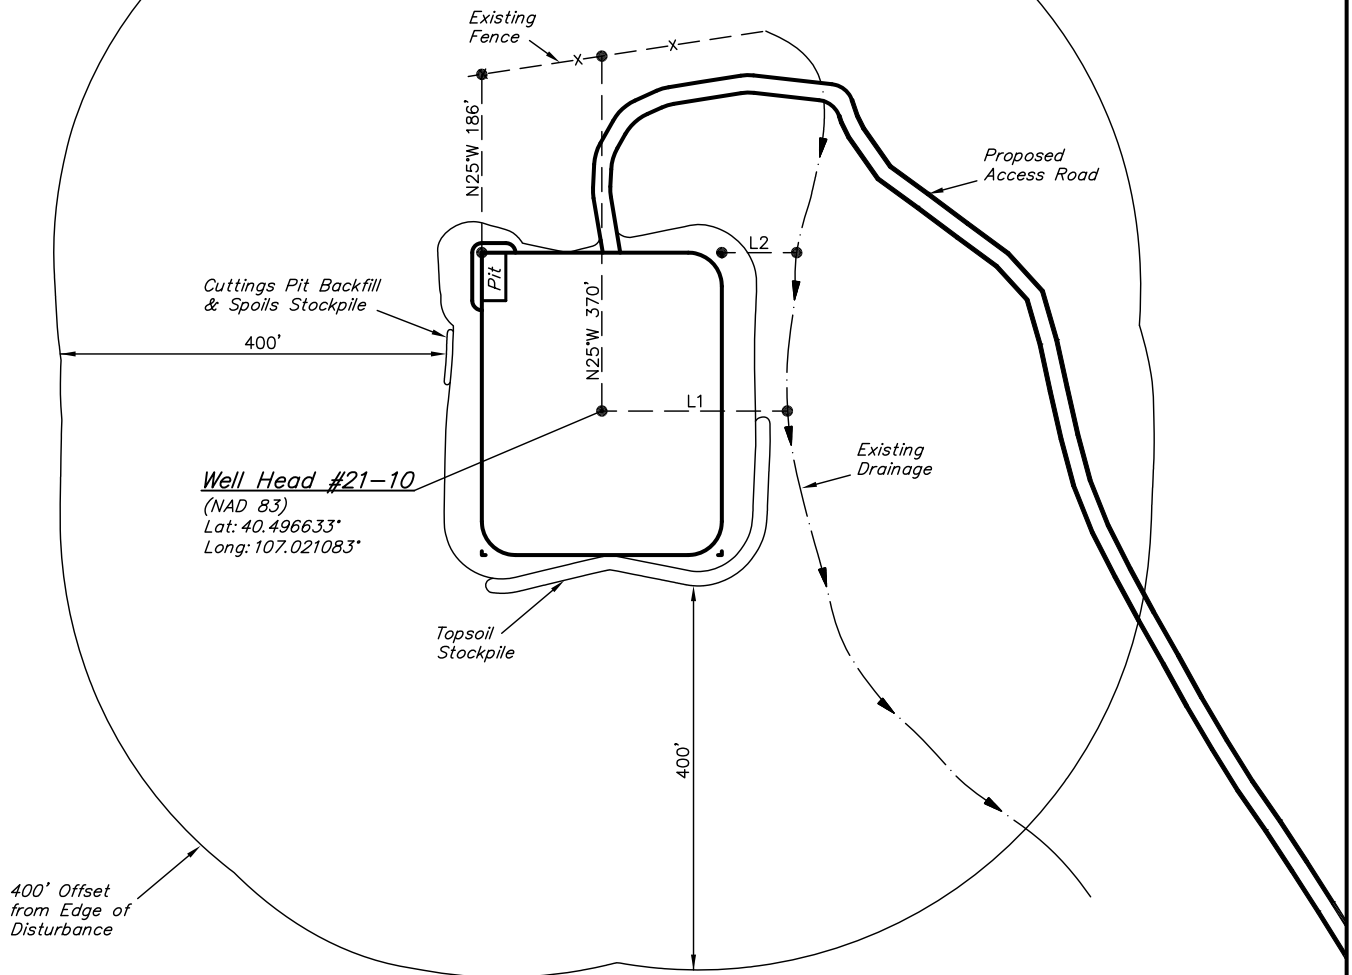 Existing
Fence
x
x
N25°W 186'
Proposed
Access Road
L2
Pit
Cuttings Pit Backfill
& Spoils Stockpile
400'
N25°W 370'
L1
Existing
Drainage
Well Head #21-10
(NAD 83)
Lat: 40.496633°
Long: 107.021083°
Topsoil
Stockpile
400'
400' Offset
from Edge of
Disturbance